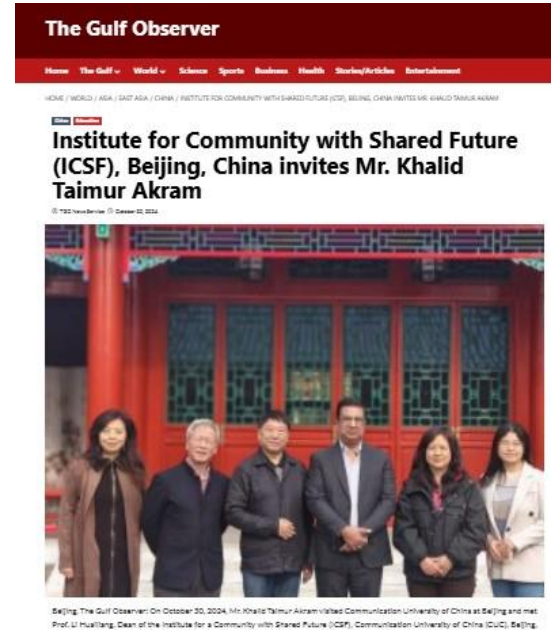 The Gulf Observer
Home The Gulf World Science Sports Business Health Stories/Articles Entertainment
HOME / WORLD / ASIA / EAST ASIA / CHINA / INSTITUTE FOR COMMUNITY WITH SHARED FUTURE (ICSF), BEIJING, CHINA INVITES MR. KHALID TAIMUR AKRAM
China Education
Institute for Community with Shared Future
(ICSF), Beijing, China invites Mr. Khalid
Taimur Akram
TGO News Service October 30, 2024
Beijing, The Gulf Observer: On October 30, 2024, Mr. Khalid Taimur Akram visited Communication University of China at Beijing and met
Prof. LI Huailiang, Dean of the Institute for a Community with Shared Future (ICSF), Communication University of China (CUC), Beijing,